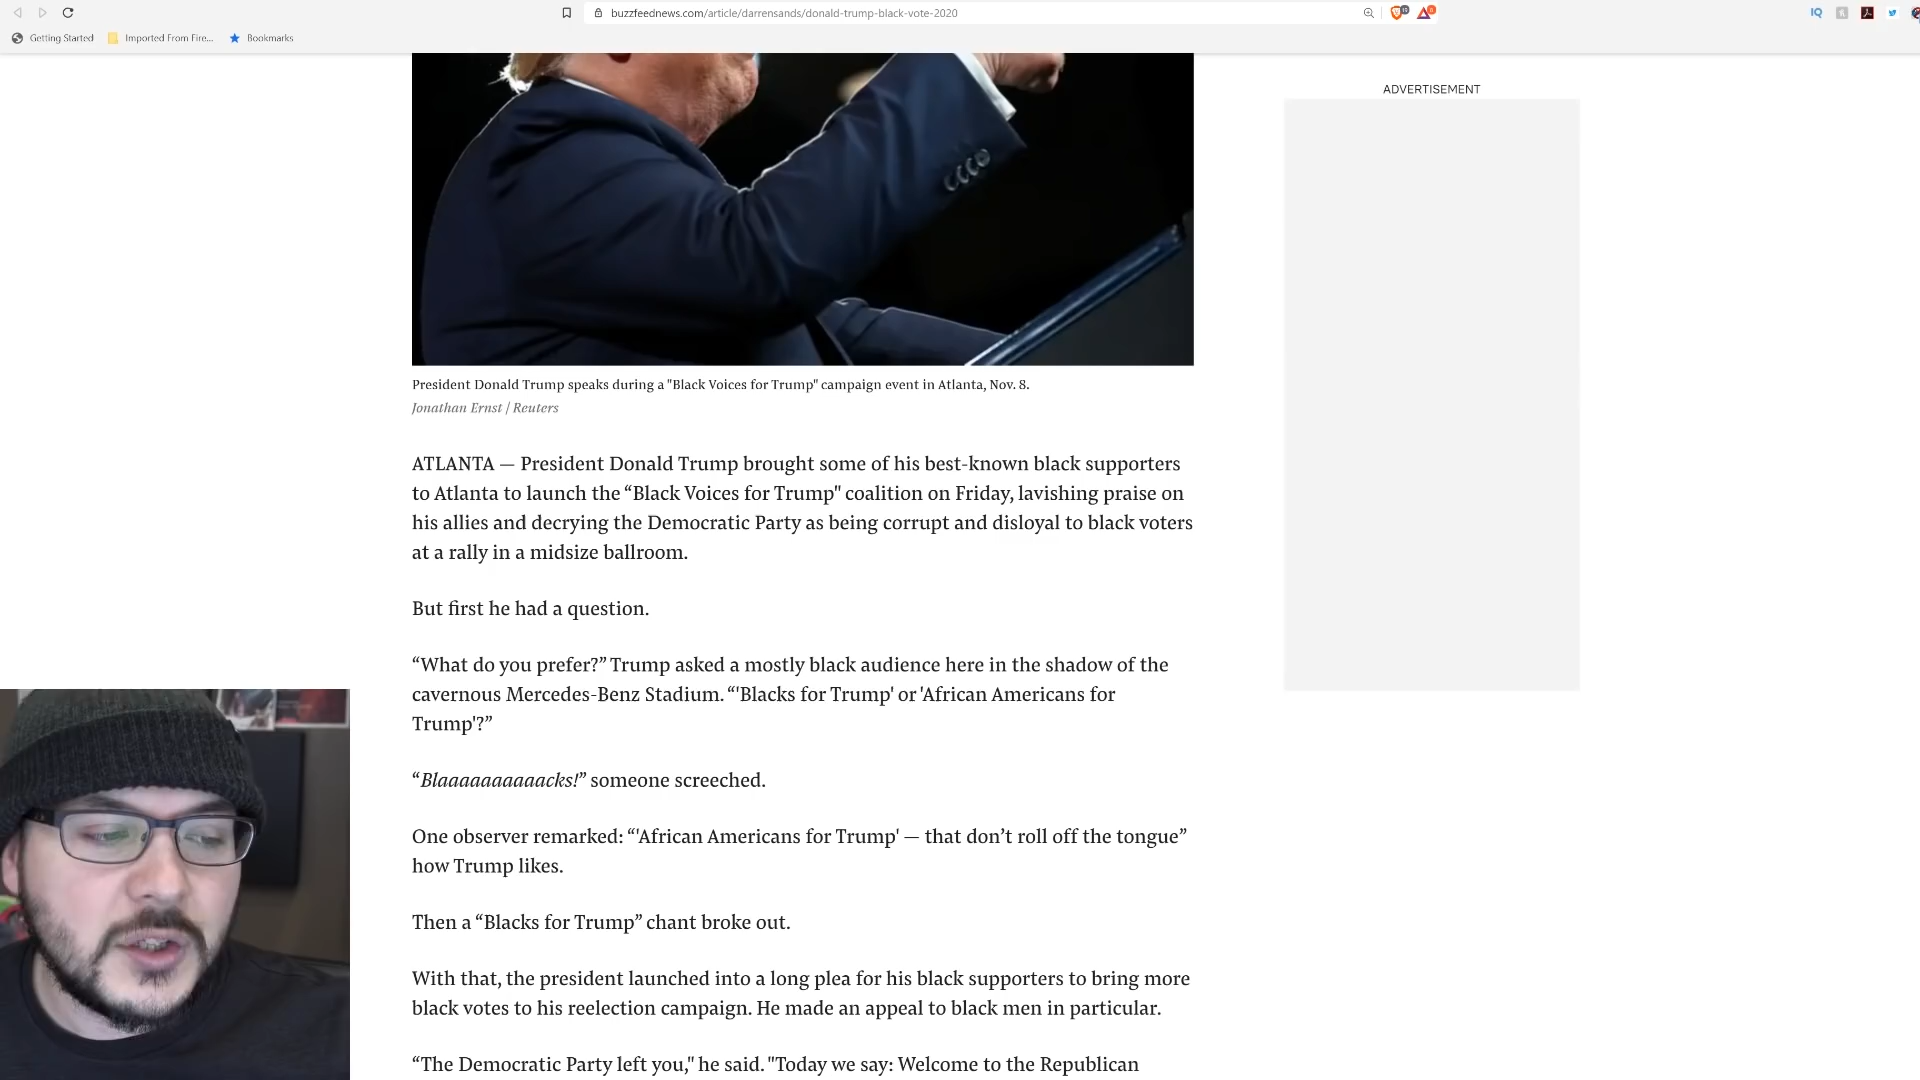 buzzfeednews.com/article/darrensands/donald-trump-black-vote-2020
IQ
Getting Started
Imported From Fire...
Bookmarks
ADVERTISEMENT
President Donald Trump speaks during a "Black Voices for Trump" campaign event in Atlanta, Nov. 8.
Jonathan Ernst / Reuters
ATLANTA — President Donald Trump brought some of his best-known black supporters
to Atlanta to launch the “Black Voices for Trump" coalition on Friday, lavishing praise on
his allies and decrying the Democratic Party as being corrupt and disloyal to black voters
at a rally in a midsize ballroom.
But first he had a question.
“What do you prefer?” Trump asked a mostly black audience here in the shadow of the
cavernous Mercedes-Benz Stadium. “'Blacks for Trump' or 'African Americans for
Trump'?”
“Blaaaaaaaaaacks!” someone screeched.
One observer remarked: “'African Americans for Trump' — that don’t roll off the tongue”
how Trump likes.
Then a “Blacks for Trump” chant broke out.
With that, the president launched into a long plea for his black supporters to bring more
black votes to his reelection campaign. He made an appeal to black men in particular.
“The Democratic Party left you," he said. "Today we say: Welcome to the Republican